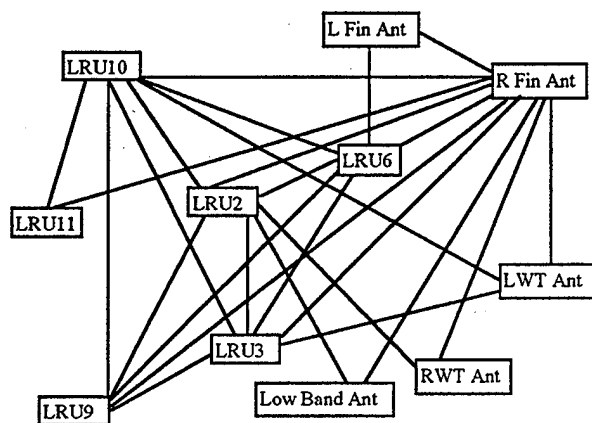 L Fin Ant
LRU10
R Fin Ant
LRU6
LRU2
LRU11
LWT Ant
LRU3
RWT Ant
Low Band Ant
LRU9